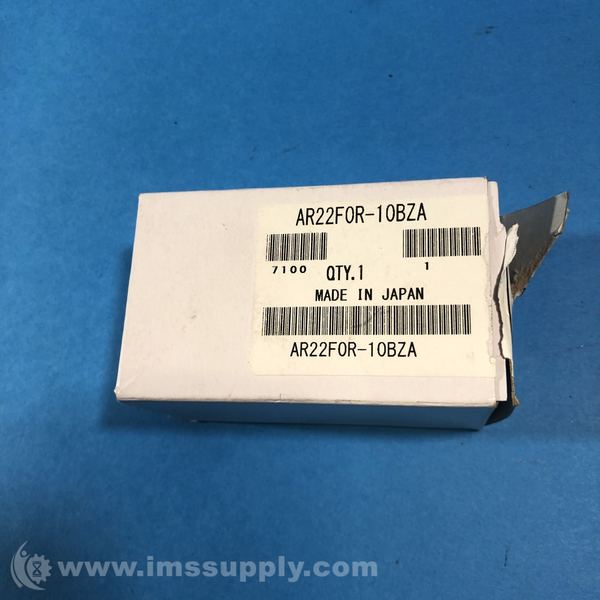 AR22F0R-10BZA
7100 QTY.1 1
MADE IN JAPAN
AR22F0R-10BZA
www.imssupply.com